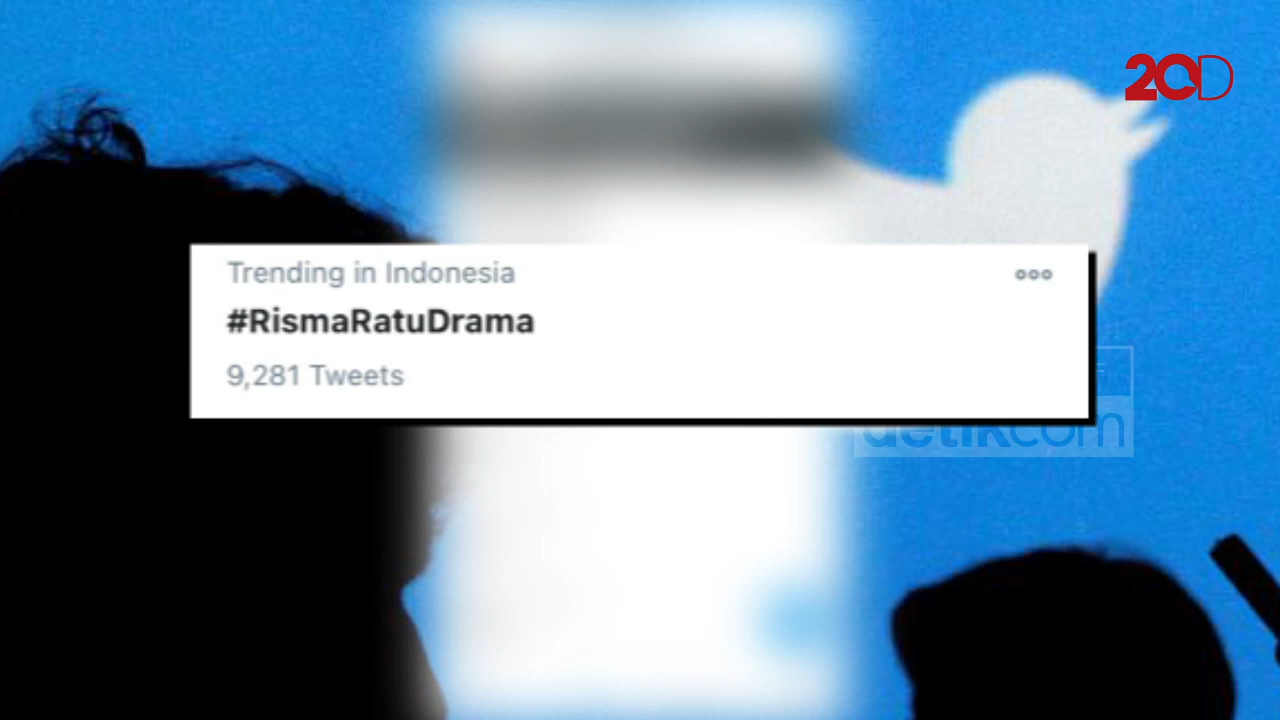 20D
Trending in Indonesia
#RismaRatuDrama
9,281 Tweets
detikcom